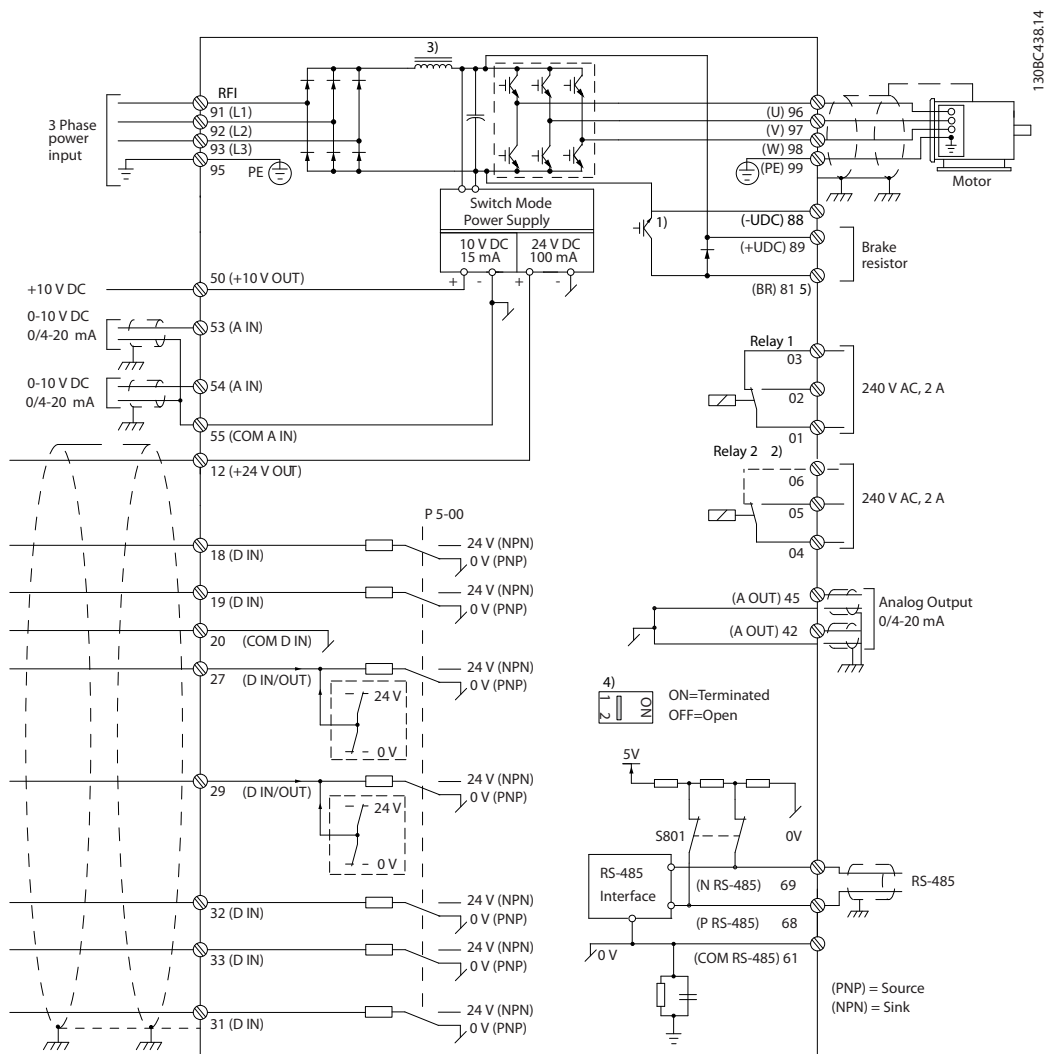 130BC438.14
3)
RFI
91 (L1)
92 (L2)
93 (L3)
95
PE
3 Phase
power
input
(U) 96
(V) 97
(W) 98
(PE) 99
Motor
Switch Mode
Power Supply
10 V DC
15 mA
24 V DC
100 mA
+ - + -
1)
(-UDC) 88
(+UDC) 89
(BR) 81 5)
Brake
resistor
+10 V DC
50 (+10 V OUT)
0-10 V DC
0/4-20 mA
53 (A IN)
0-10 V DC
0/4-20 mA
54 (A IN)
55 (COM A IN)
12 (+24 V OUT)
Relay 1
03
02
01
240 V AC, 2 A
Relay 2 2)
06
05
04
240 V AC, 2 A
P 5-00
18 (D IN)
24 V (NPN)
0 V (PNP)
19 (D IN)
24 V (NPN)
0 V (PNP)
20 (COM D IN)
27 (D IN/OUT)
24 V (NPN)
0 V (PNP)
24 V
0 V
29 (D IN/OUT)
24 V (NPN)
0 V (PNP)
24 V
0 V
32 (D IN)
24 V (NPN)
0 V (PNP)
33 (D IN)
24 V (NPN)
0 V (PNP)
31 (D IN)
24 V (NPN)
0 V (PNP)
(A OUT) 45
(A OUT) 42
Analog Output
0/4-20 mA
4)
1 2
ON
ON=Terminated
OFF=Open
5V
S801
0V
RS-485
Interface
(N RS-485) 69
(P RS-485) 68
(COM RS-485) 61
RS-485
0 V
(PNP) = Source
(NPN) = Sink